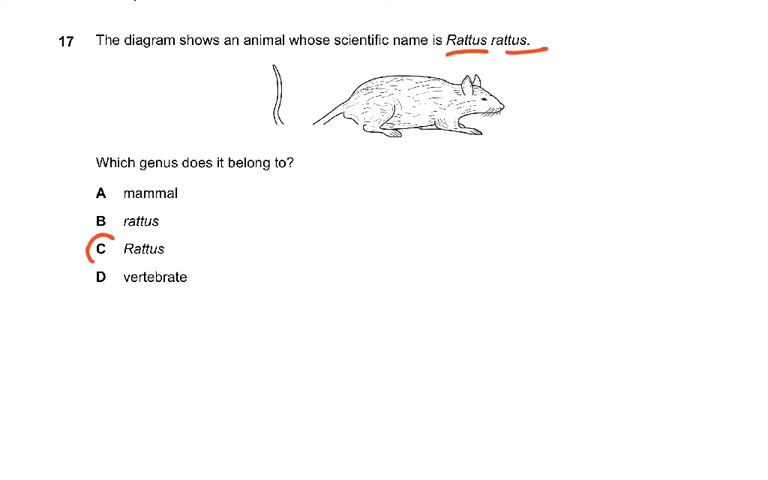 17 The diagram shows an animal whose scientific name is Rattus rattus.
Which genus does it belong to?
A mammal
B rattus
C Rattus
D vertebrate